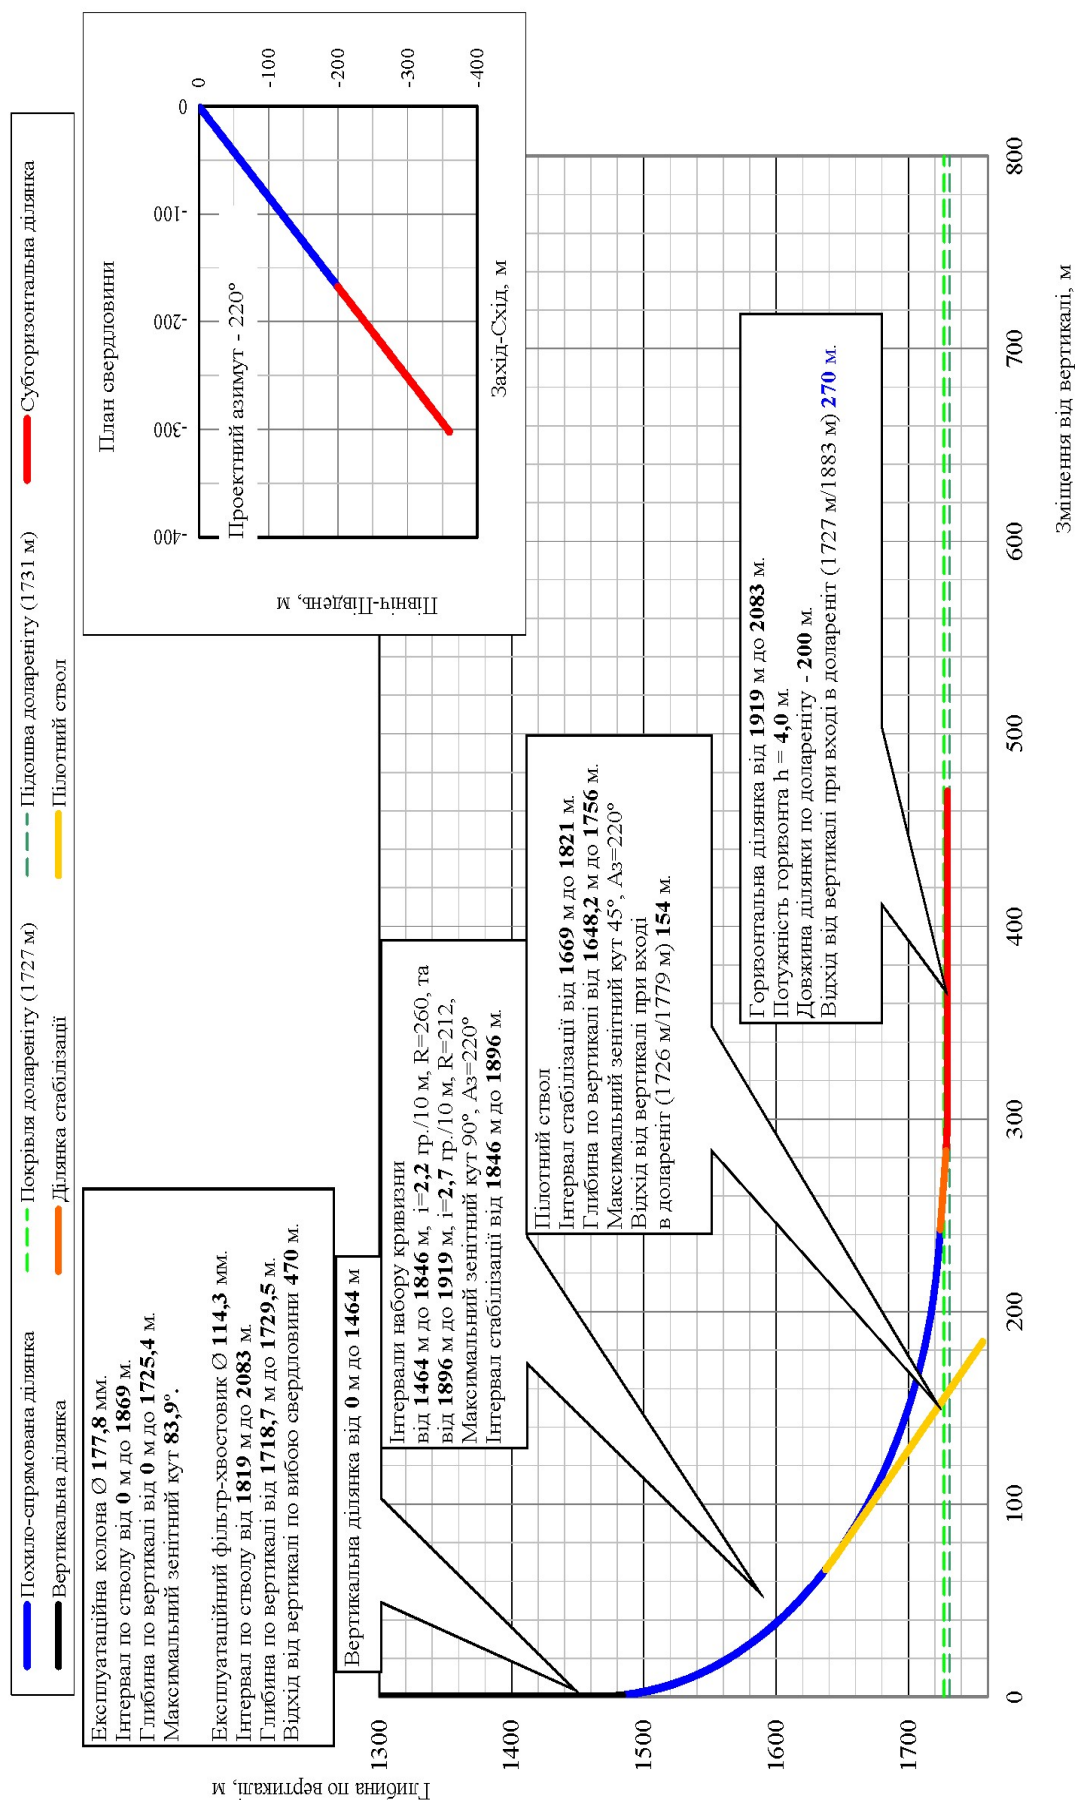 Похило-спрямована ділянка
Покрівля долареніту (1727 м)
Підошва долареніту (1731 м)
Субгоризонтальна ділянка
Вертикальна ділянка
Ділянка стабілізації
Пілотний ствол
Експлуатаційна колона Ø 177,8 мм.
Інтервал по стволу від 0 м до 1869 м.
Глибина по вертикалі від 0 м до 1725,4 м.
Максимальний зенітний кут 83,9°.
Експлуатаційний фільтр-хвостовик Ø 114,3 мм.
Інтервал по стволу від 1819 м до 2083 м.
Глибина по вертикалі від 1718,7 м до 1729,5 м.
Відхід від вертикалі по вибою свердловини 470 м.
План свердловини
-400
-300
-200
-100
0
0
-100
-200
-300
-400
Проектний азимут - 220°
Північ-Південь, м
Захід-Схід, м
Вертикальна ділянка від 0 м до 1464 м
Інтервали набору кривизни
від 1464 м до 1846 м, i=2,2 гр./10 м, R=260, та
від 1896 м до 1919 м, i=2,7 гр./10 м, R=212,
Максимальний зенітний кут 90°, Аз=220°
Інтервал стабілізації від 1846 м до 1896 м.
Пілотний ствол
Інтервал стабілізації від 1669 м до 1821 м.
Глибина по вертикалі від 1648,2 м до 1756 м.
Максимальний зенітний кут 45°, Аз=220°
Відхід від вертикалі при вході
в долареніт (1726 м/1779 м) 154 м.
Горизонтальна ділянка від 1919 м до 2083 м.
Потужність горизонта h = 4,0 м.
Довжина ділянки по долареніту - 200 м.
Відхід від вертикалі при вході в долареніт (1727 м/1883 м) 270 м.
Глибина по вертикалі, м
1300
1400
1500
1600
1700
0
100
200
300
400
500
600
700
800
Зміщення від вертикалі, м